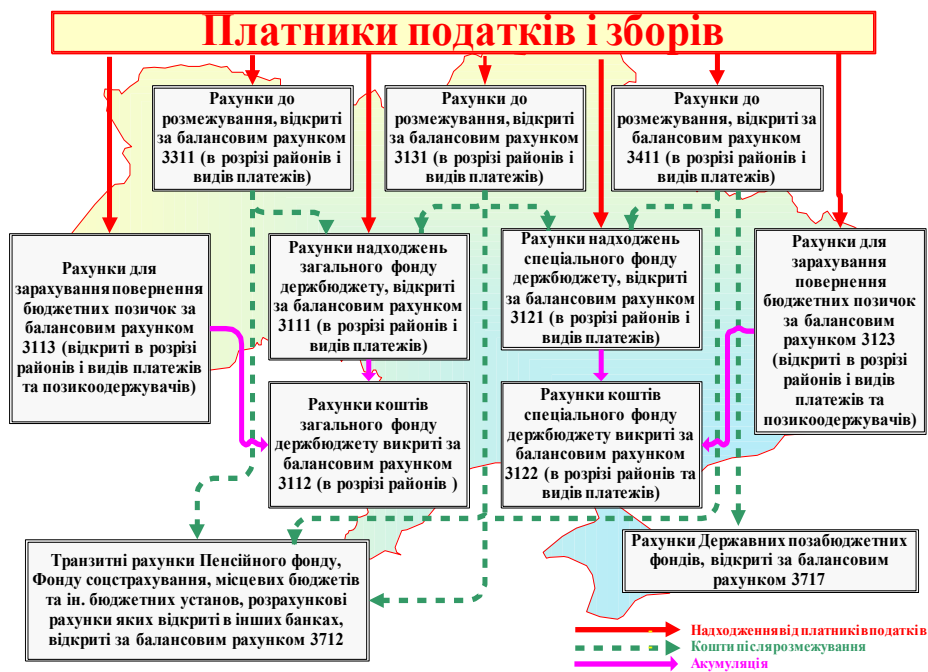 Платники податків і зборів
Рахунки до
розмежування, відкриті
за балансовим рахунком
3311 (в розрізі районів і
видів платежів)
Рахунки до
розмежування, відкриті
за балансовим рахунком
3131 (в розрізі районів і
видів платежів)
Рахунки до
розмежування, відкриті за
балансовим рахунком
3411 (в розрізі районів і
видів платежів)
Рахунки для
зарахування повернення
бюджетних позичок за
балансовим рахунком
3113 (відкриті в розрізі
районів і видів платежів
та позикоодержувачів)
Рахунки надходжень
загального фонду
держбюджету, відкриті
за балансовим рахунком
3111 (в розрізі районів і
видів платежів)
Рахунки надходжень
спеціального фонду
держбюджету, відкриті
за балансовим рахунком
3121 (в розрізі районів і
видів платежів)
Рахунки для
зарахування
повернення
бюджетних позичок
за балансовим
рахунком 3123
(відкриті в розрізі
районів і видів
платежів та
позикоодержувачів)
Рахунки коштів
загального фонду
держбюджету викриті за
балансовим рахунком
3112 (в розрізі районів )
Рахунки коштів
спеціального фонду
держбюджету викриті за
балансовим рахунком
3122 (в розрізі районів та
видів платежів)
Транзитні рахунки Пенсійного фонду,
Фонду соцстрахування, місцевих бюджетів
та ін. бюджетних установ, розрахункові
рахунки яких відкриті в інших банках,
відкриті за балансовим рахунком 3712
Рахунки Державних позабюджетних
фондів, відкриті за балансовим
рахунком 3717
Надходження від платників податків
Кошти після розмежування
Акумуляція